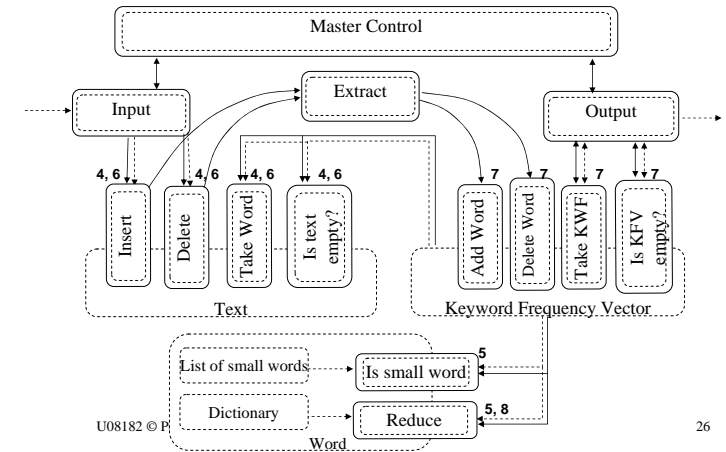 Master Control
Input
Extract
Output
4, 6
4, 6
4, 6
4, 6
7
7
7
7
Insert
Delete
Take Word
Is text
empty?
Add Word
Delete Word
Take KWF
Is KFV
empty?
Text
Keyword Frequency Vector
List of small words
Is small word
5
Dictionary
Reduce
5, 8
U08182 © P
Word
26